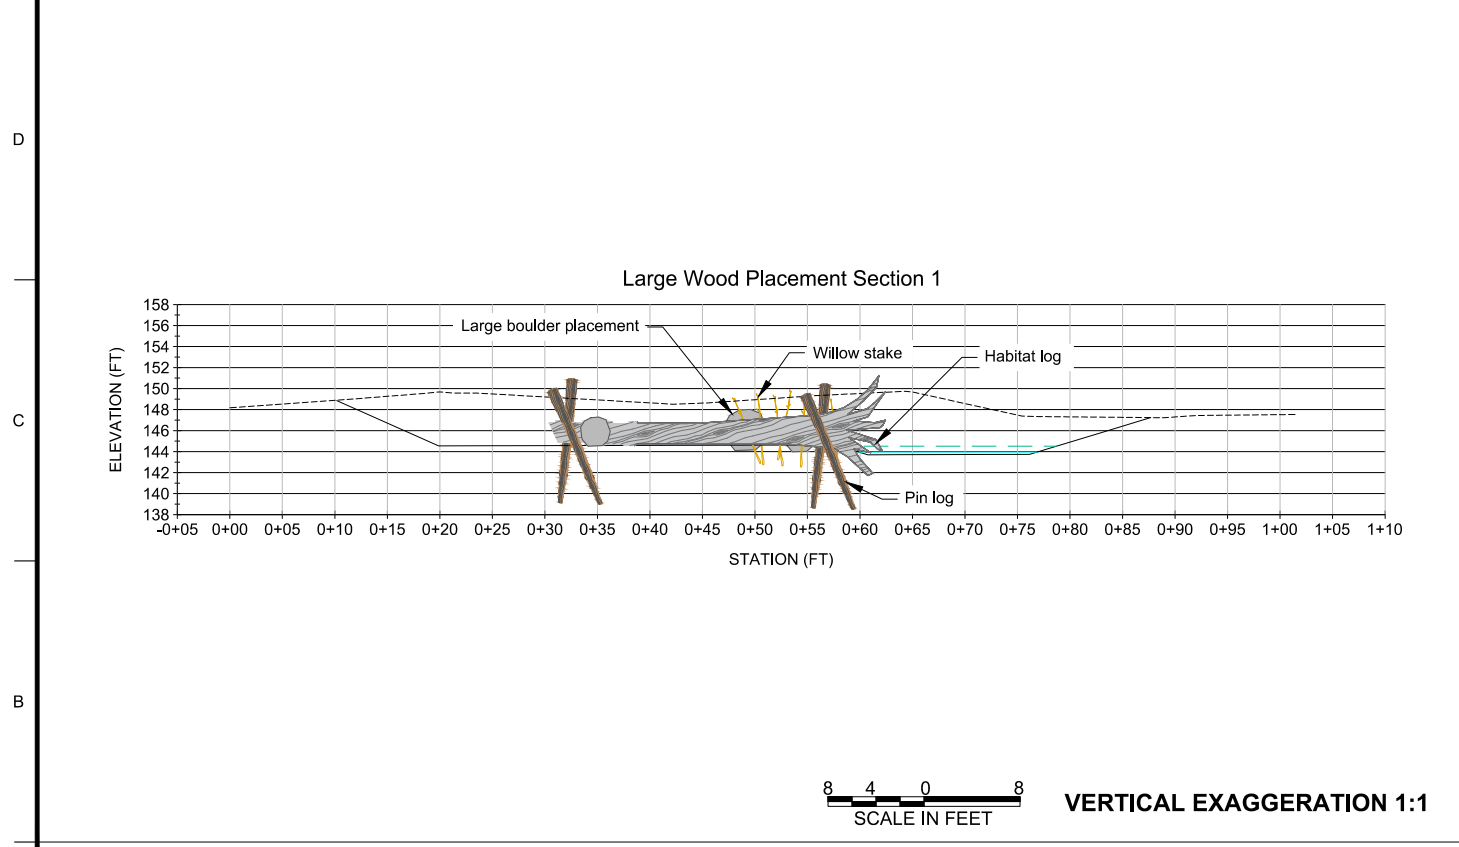 D
Large Wood Placement Section 1
158
156
154
152
150
148
146
144
142
140
138
ELEVATION (FT)
Large boulder placement
Willow stake
Habitat log
Pin log
C
-0+05 0+00 0+05 0+10 0+15 0+20 0+25 0+30 0+35 0+40 0+45 0+50 0+55 0+60 0+65 0+70 0+75 0+80 0+85 0+90 0+95 1+00 1+05 1+10
STATION (FT)
B
8 4 0 8
SCALE IN FEET
VERTICAL EXAGGERATION 1:1